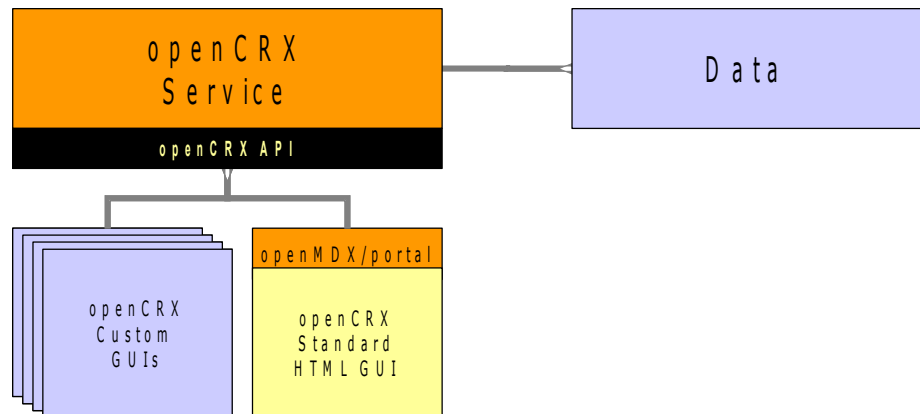 openCRX
Service
Data
openCRX API
openMDX/portal
openCRX
Custom
GUIs
openCRX
Standard
HTML GUI